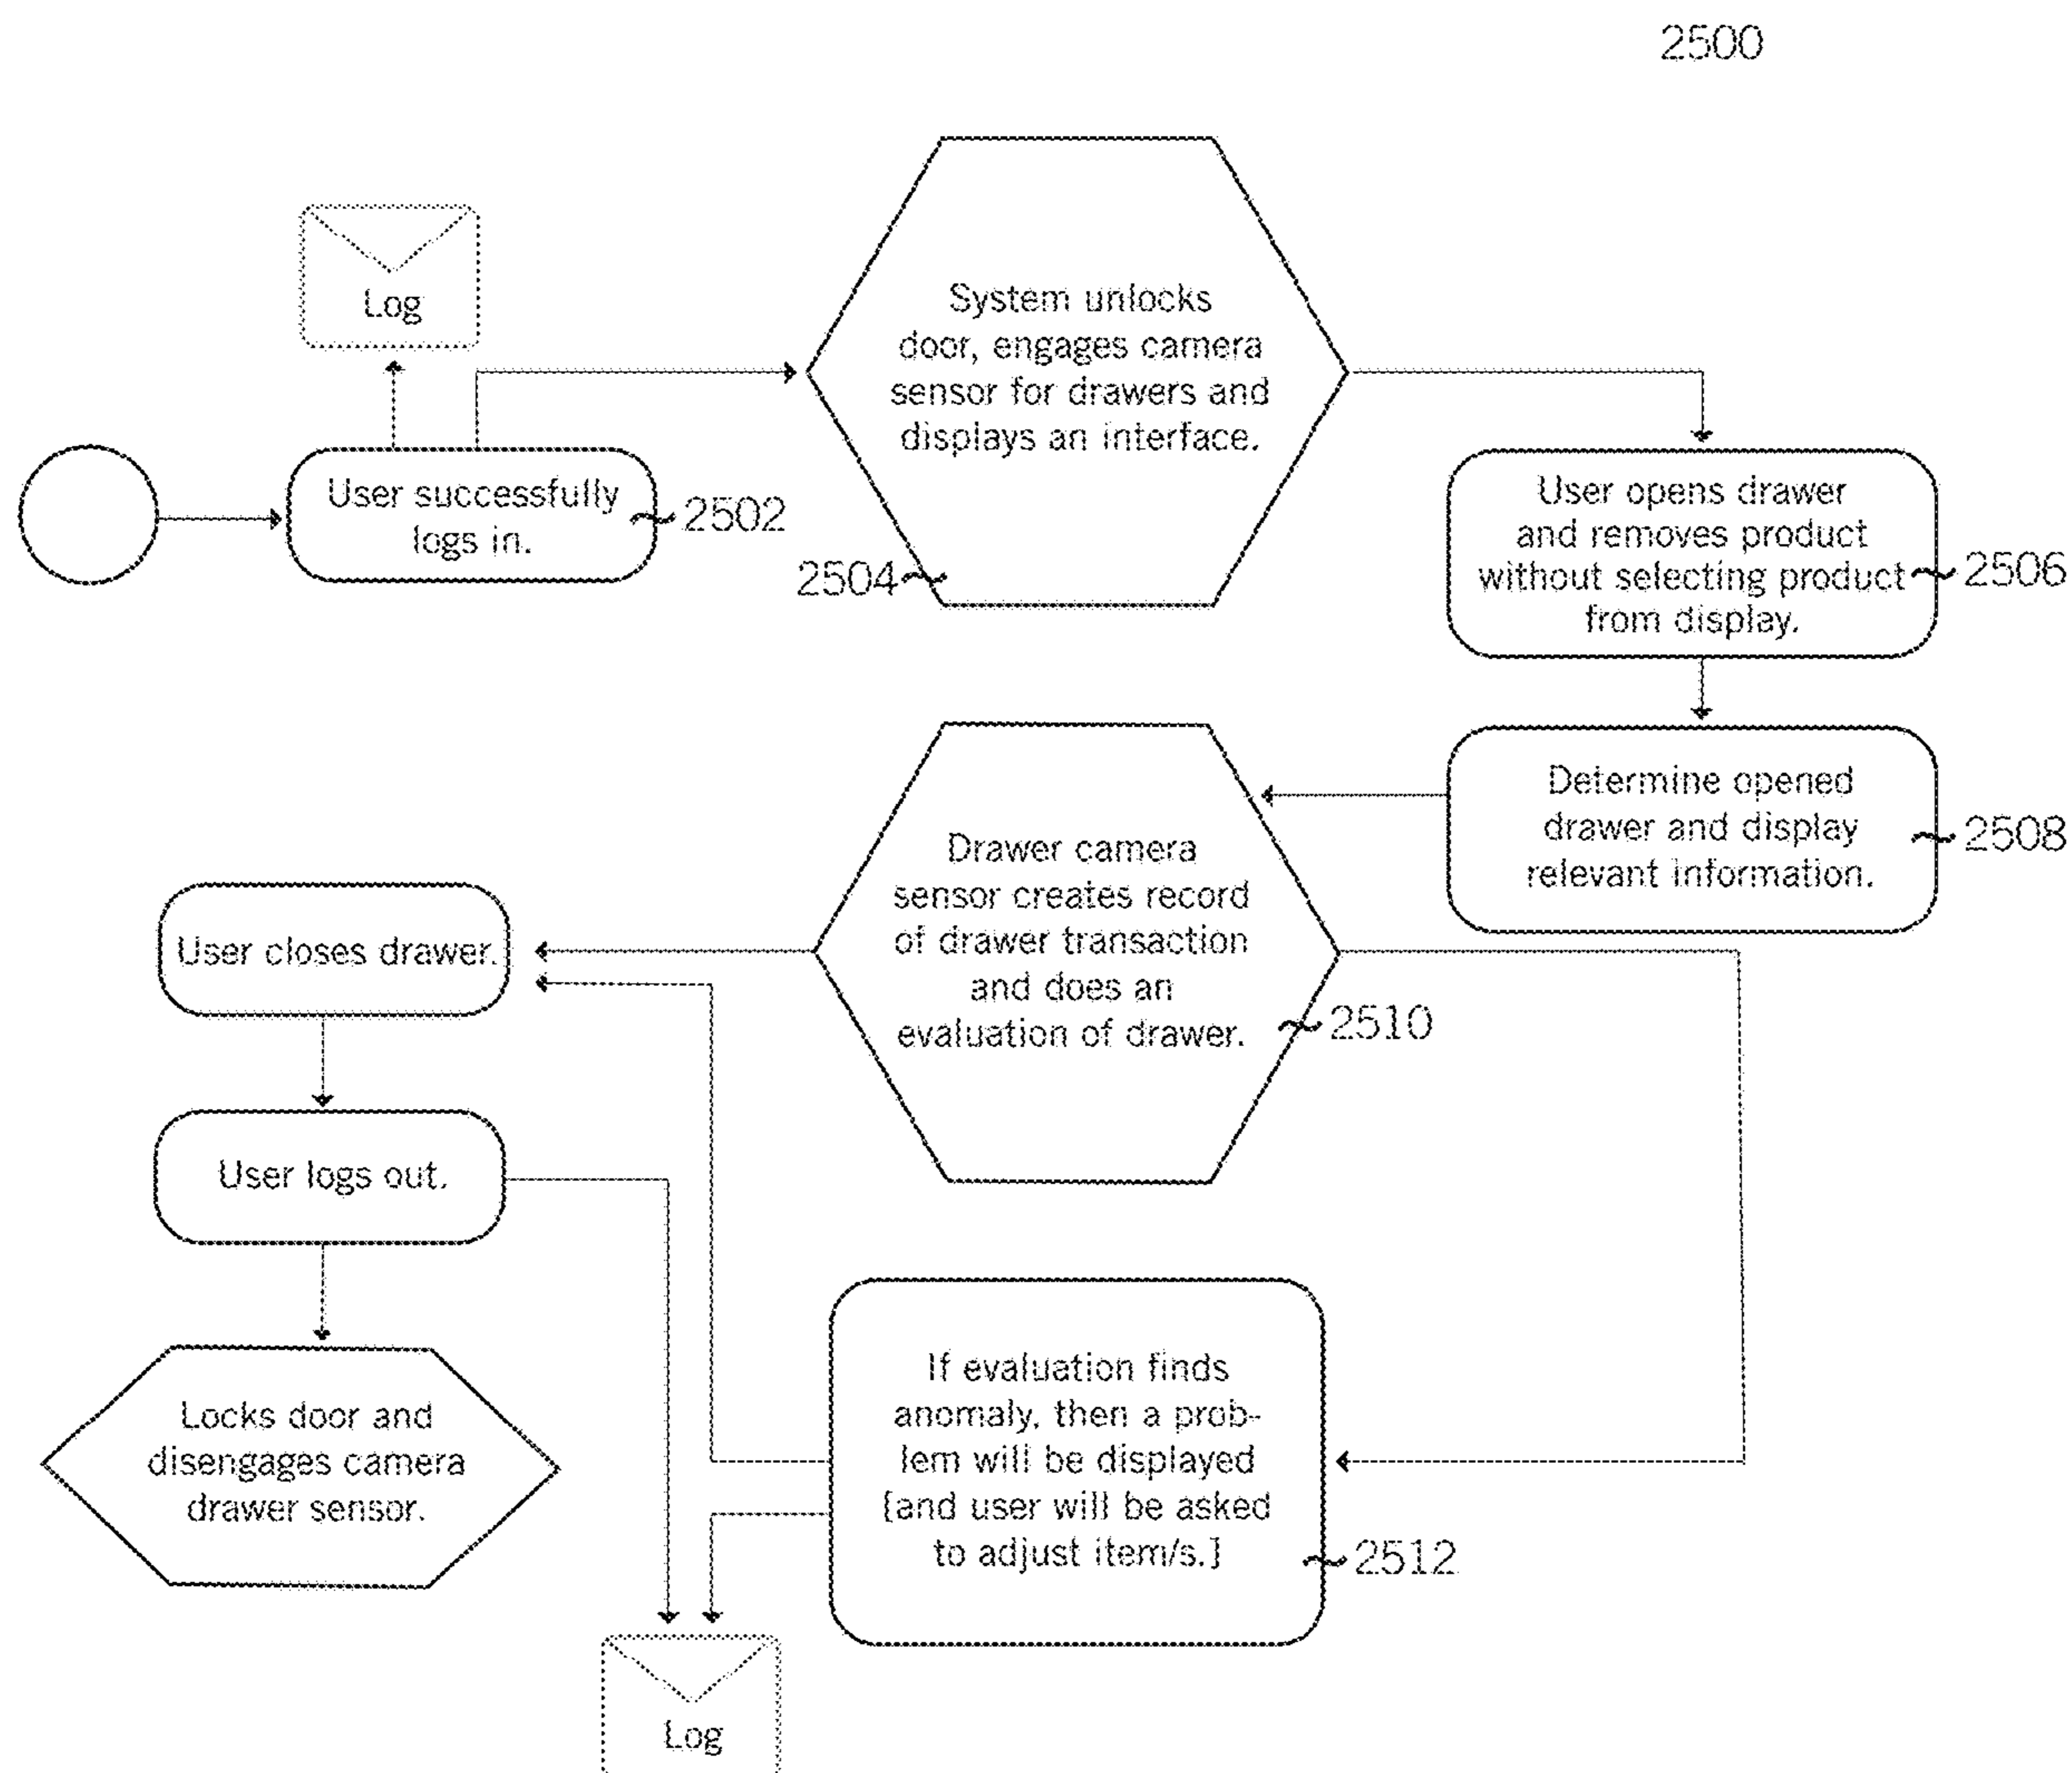 2500
Log
User successfully
logs in.
2502
System unlocks
door, engages camera
sensor for drawers and
displays an interface.
2504
User opens drawer
and removes product
without selecting product
from display.
2506
Determine opened
drawer and display
relevant information.
2508
Drawer camera
sensor creates record
of drawer transaction
and does an
evaluation of drawer.
2510
User closes drawer.
User logs out.
Locks door and
disengages camera
drawer sensor.
If evaluation finds
anomaly, then a prob-
lem will be displayed
[and user will be asked
to adjust item/s.]
2512
Log